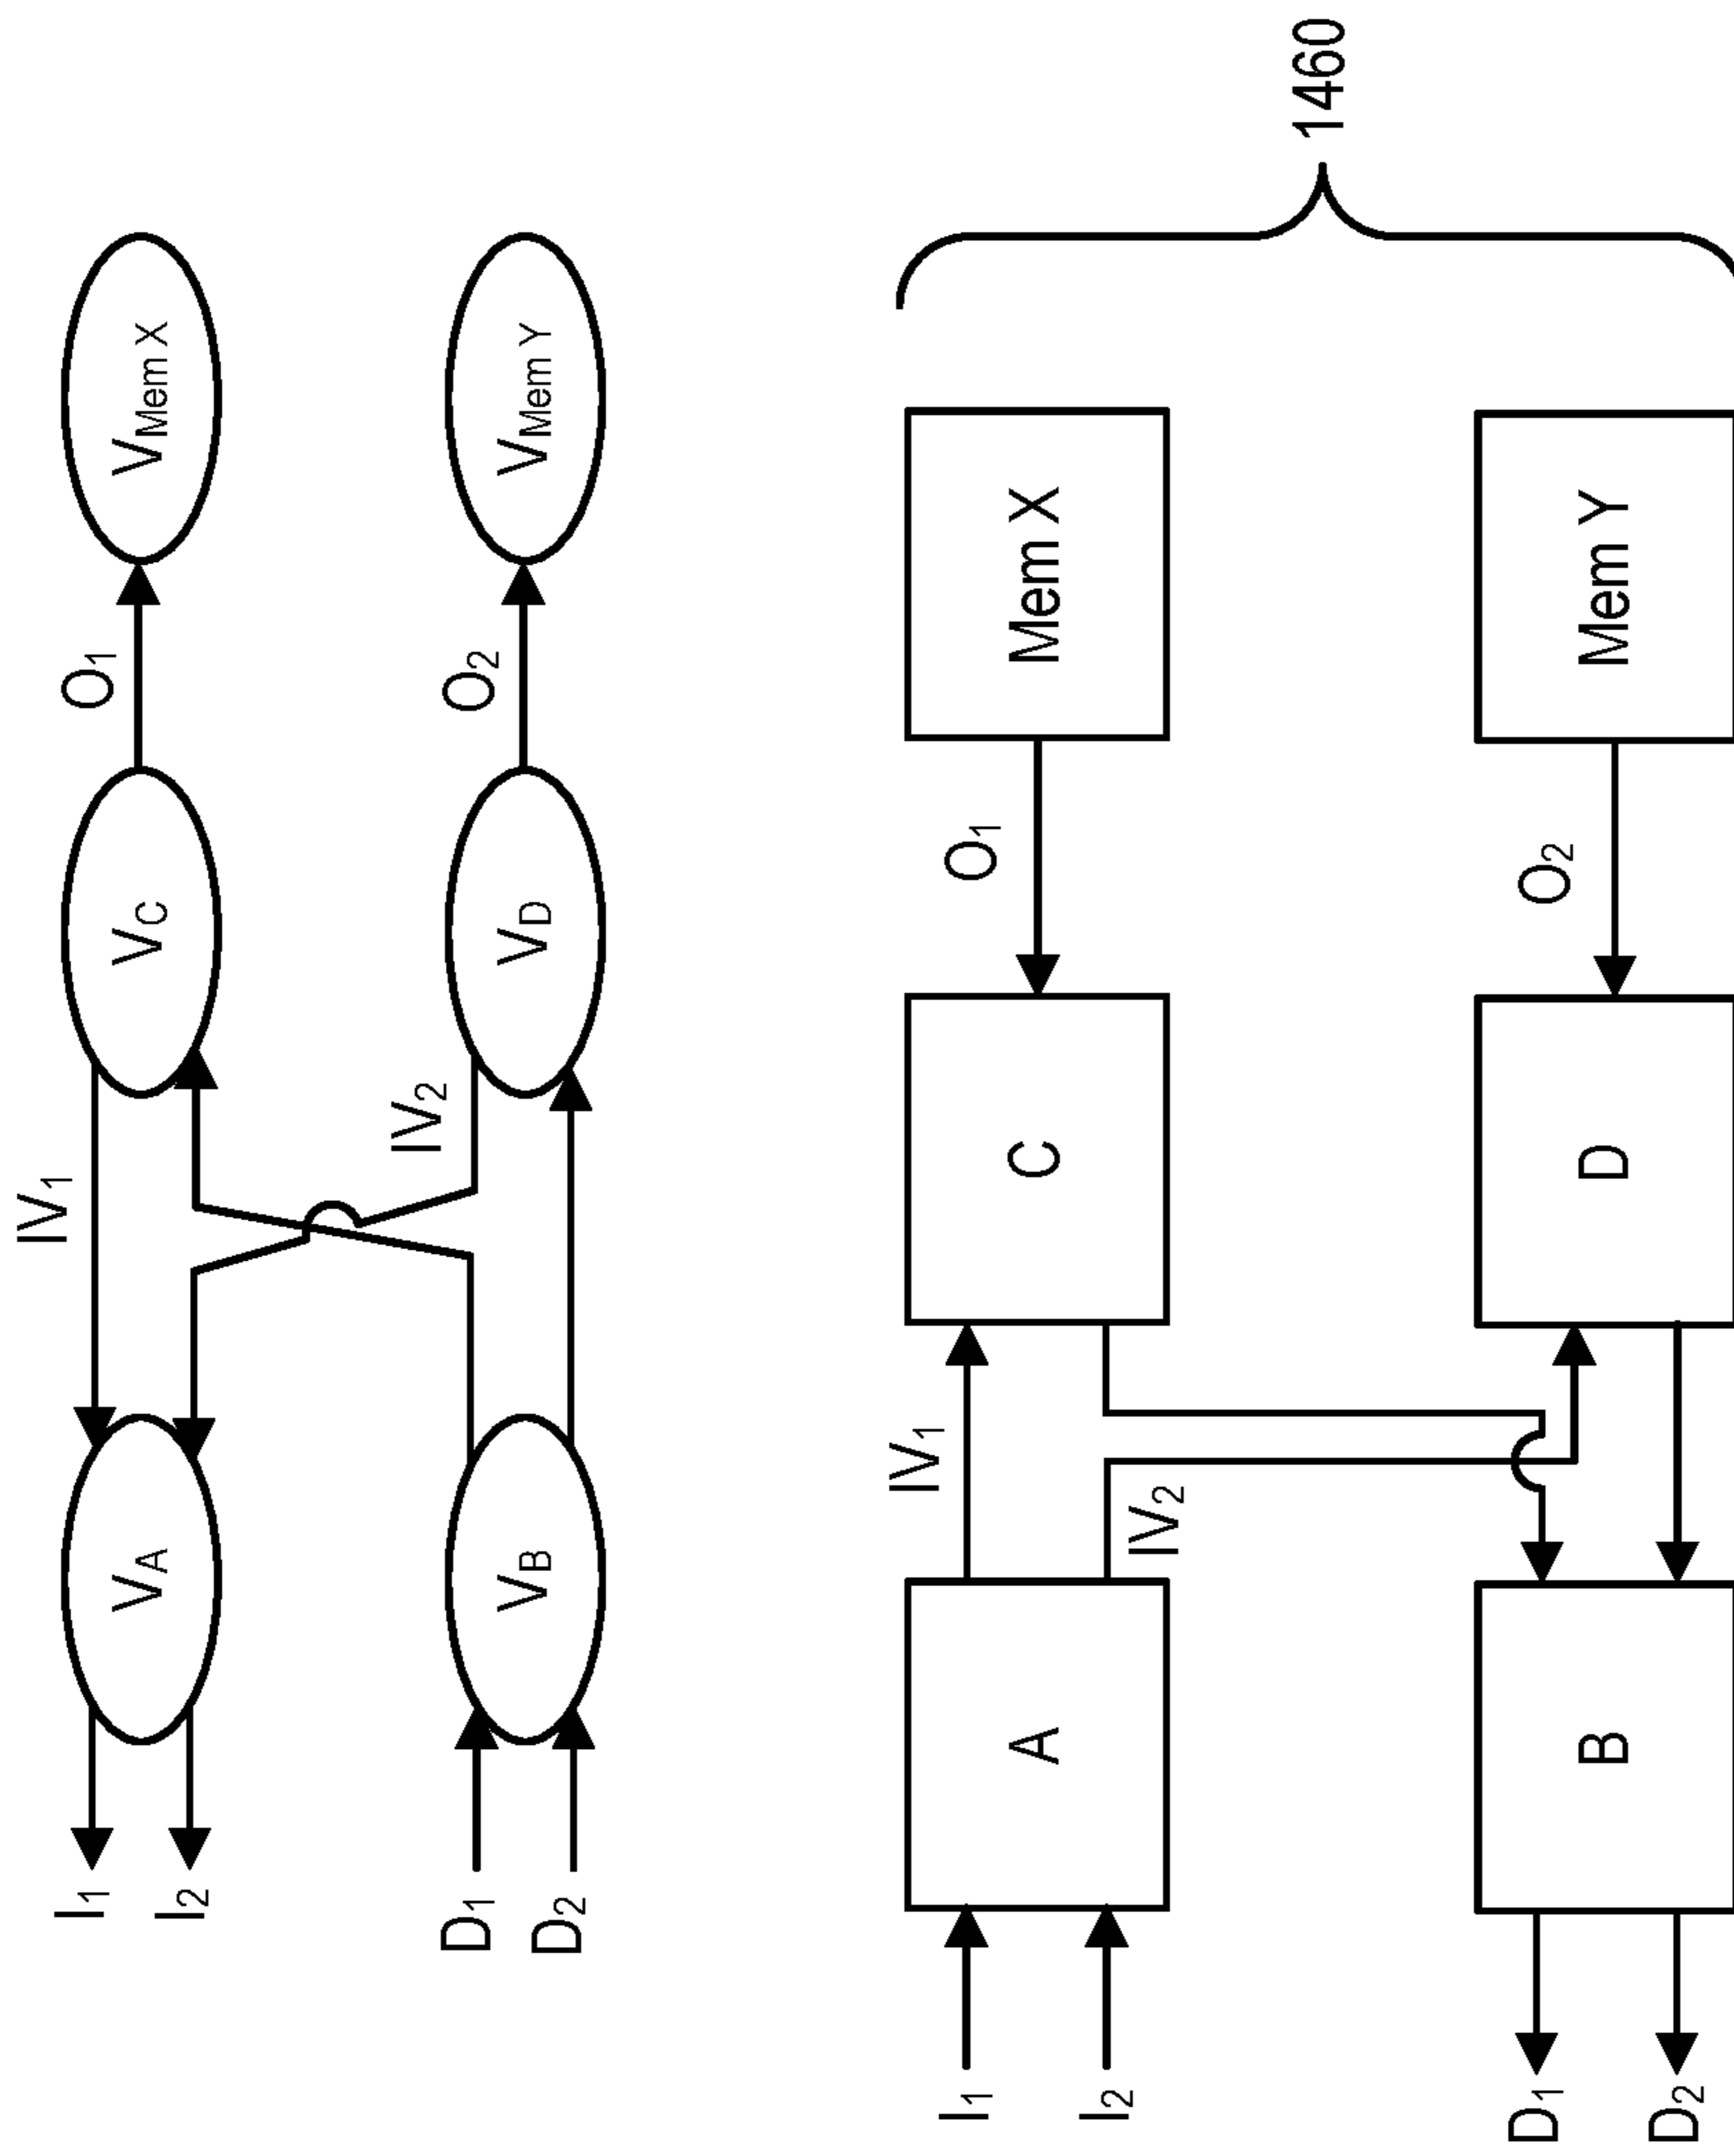 I1
I2
VA
IV1
VC
O1
VMem X
D1
D2
VB
IV2
VD
O2
VMem Y
I1
I2
A
IV1
IV2
C
O1
Mem X
D1
D2
B
D
O2
Mem Y
1460